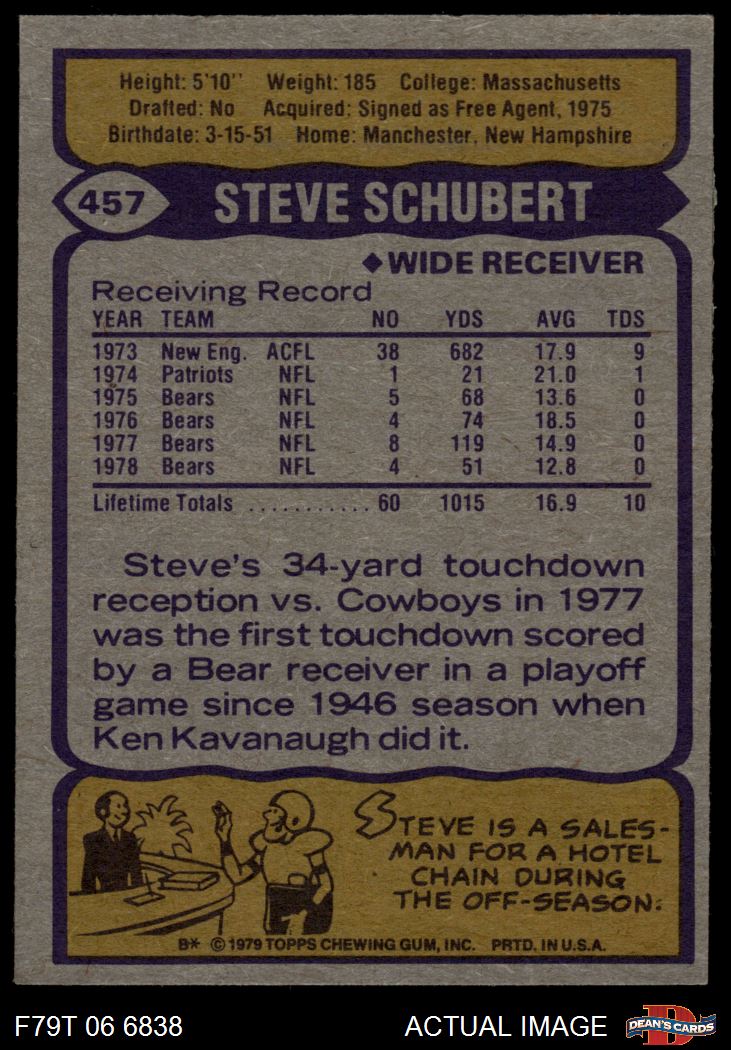 Height: 5'10'' Weight: 185 College: Massachusetts
Drafted: No Acquired: Signed as Free Agent, 1975
Birthdate: 3-15-51 Home: Manchester, New Hampshire
457 STEVE SCHUBERT
◆WIDE RECEIVER
Receiving Record
YEAR TEAM NO YDS AVG TDS
1973 New Eng. ACFL 38 682 17.9 9
1974 Patriots NFL 1 21 21.0 1
1975 Bears NFL 5 68 13.6 0
1976 Bears NFL 4 74 18.5 0
1977 Bears NFL 8 119 14.9 0
1978 Bears NFL 4 51 12.8 0
Lifetime Totals ........... 60 1015 16.9 10
Steve's 34-yard touchdown
reception vs. Cowboys in 1977
was the first touchdown scored
by a Bear receiver in a playoff
game since 1946 season when
Ken Kavanaugh did it.
STEVE IS A SALES-
MAN FOR A HOTEL
CHAIN DURING
THE OFF-SEASON.
B* © 1979 TOPPS CHEWING GUM, INC. PRTD. IN U.S.A.
F79T 06 6838 ACTUAL IMAGE D DEAN'S CARDS